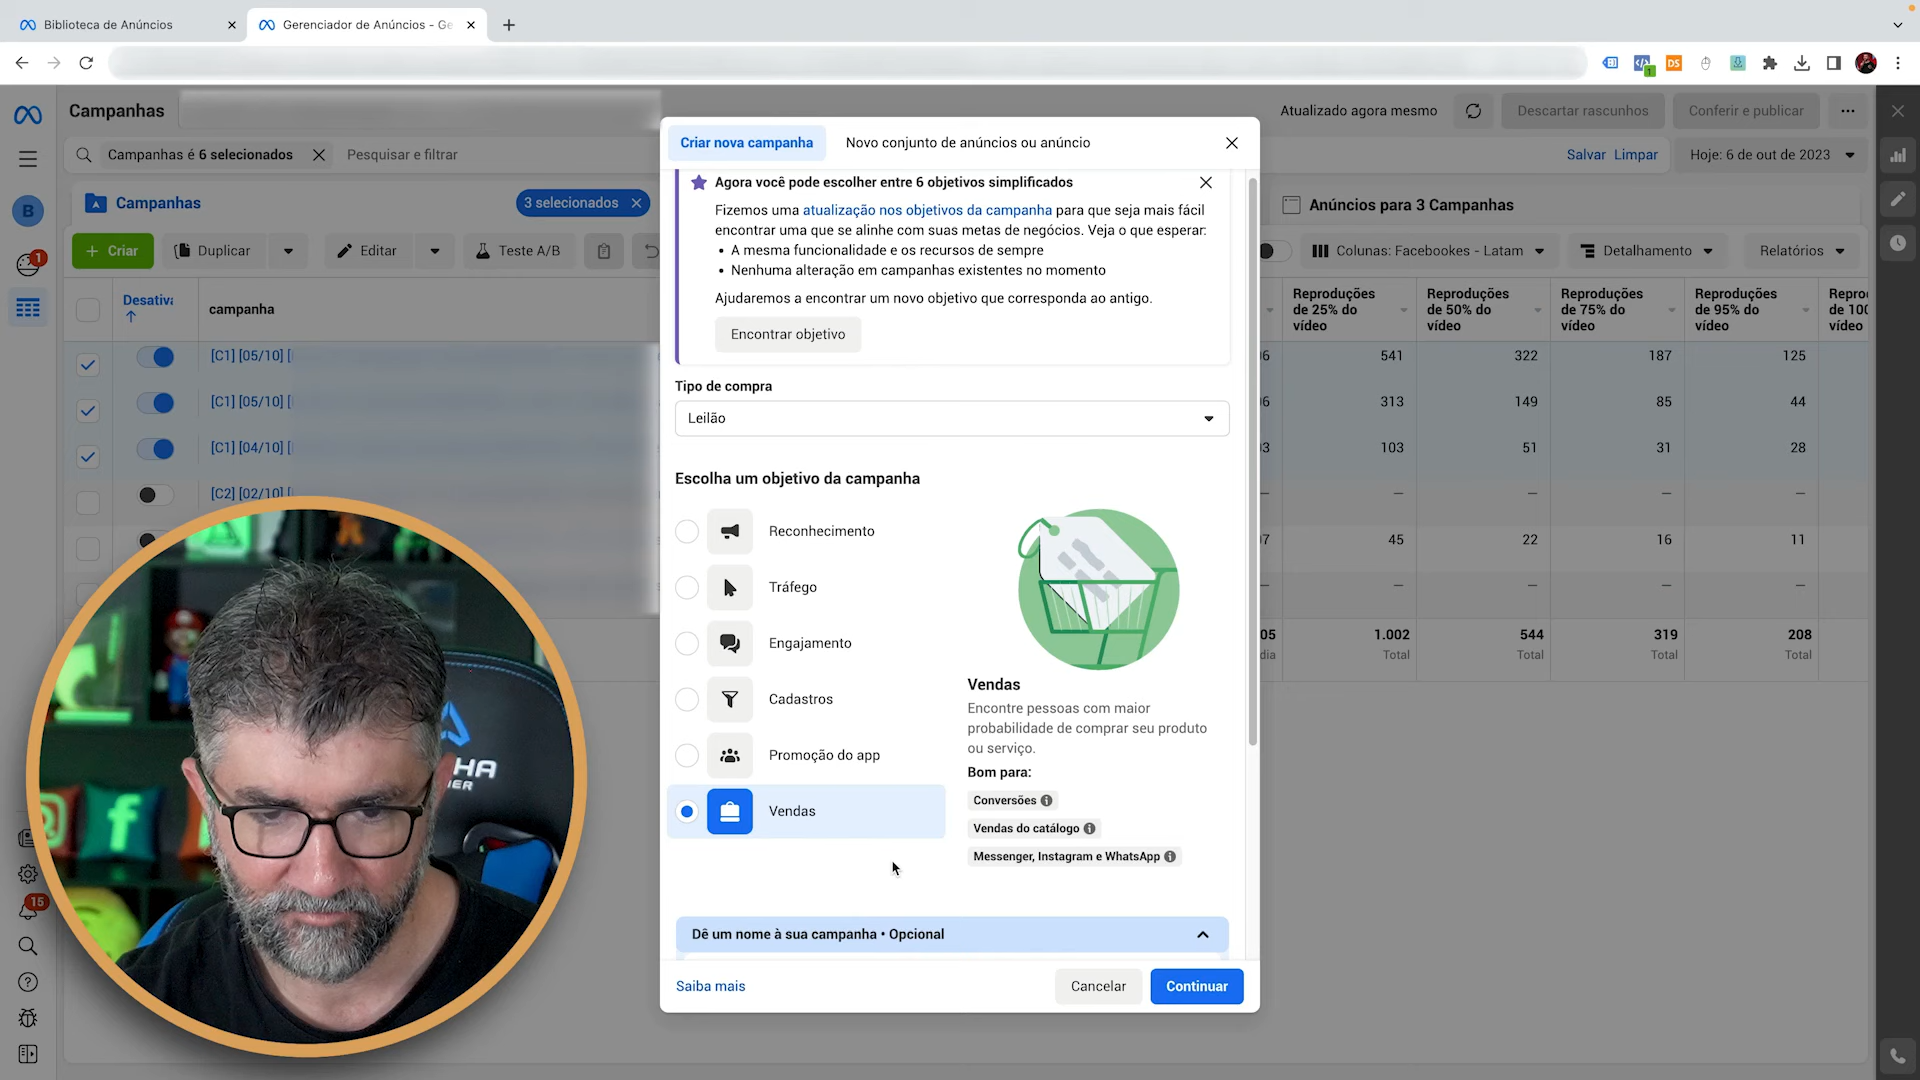 Biblioteca de Anúncios
Gerenciador de Anúncios - Ge
1
DS
Campanhas
Atualizado agora mesmo
Descartar rascunhos
Conferir e publicar
Campanhas é 6 selecionados
Pesquisar e filtrar
Salvar
Limpar
Hoje: 6 de out de 2023
B
Campanhas
3 selecionados
Anúncios para 3 Campanhas
1
+ Criar
Duplicar
Editar
Teste A/B
Colunas: Facebookes - Latam
Detalhamento
Relatórios
campanha
Reproduções de 25% do vídeo
Reproduções de 50% do vídeo
Reproduções de 75% do vídeo
Reproduções de 95% do vídeo
[C1] [05/10] [
541
322
187
125
[C1] [05/10] [
313
149
85
44
[C1] [04/10] [
103
51
31
28
[C2] [02/10] [
—
—
—
—
45
22
16
11
—
—
—
—
1.002
544
319
208
Total
Total
Total
Total
Criar nova campanha
Novo conjunto de anúncios ou anúncio
Agora você pode escolher entre 6 objetivos simplificados
Fizemos uma atualização nos objetivos da campanha para que seja mais fácil
encontrar uma que se alinhe com suas metas de negócios. Veja o que esperar:
• A mesma funcionalidade e os recursos de sempre
• Nenhuma alteração em campanhas existentes no momento
Ajudaremos a encontrar um novo objetivo que corresponda ao antigo.
Encontrar objetivo
Tipo de compra
Leilão
Escolha um objetivo da campanha
Reconhecimento
Tráfego
Engajamento
Cadastros
Promoção do app
Vendas
Vendas
Encontre pessoas com maior
probabilidade de comprar seu produto
ou serviço.
Bom para:
Conversões
Vendas do catálogo
Messenger, Instagram e WhatsApp
Dê um nome à sua campanha • Opcional
Saiba mais
Cancelar
Continuar
15